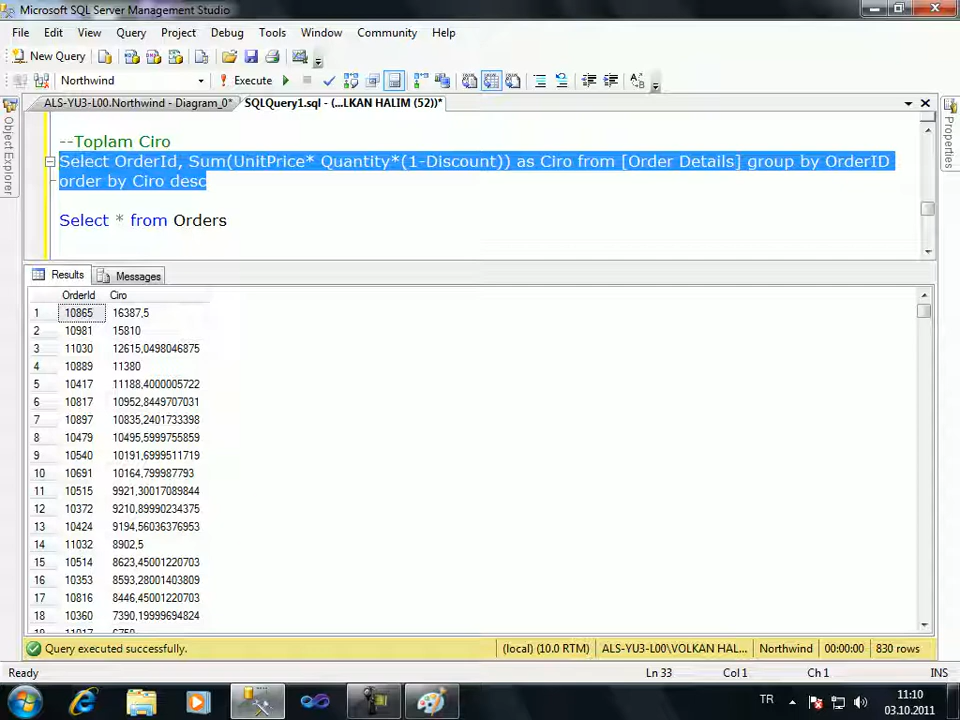 Microsoft SQL Server Management Studio
File Edit View Query Project Debug Tools Window Community Help
New Query
Northwind Execute
ALS-YU3-L00.Northwind - Diagram_0* SQLQuery1.sql - (...LKAN HALIM (52))*
Object Explorer
Properties
--Toplam Ciro
Select OrderId, Sum(UnitPrice* Quantity*(1-Discount)) as Ciro from [Order Details] group by OrderID
order by Ciro desc
Select * from Orders
Results Messages
OrderId Ciro
1 10865 16387,5
2 10981 15810
3 11030 12615,0498046875
4 10889 11380
5 10417 11188,4000005722
6 10817 10952,8449707031
7 10897 10835,2401733398
8 10479 10495,5999755859
9 10540 10191,6999511719
10 10691 10164,799987793
11 10515 9921,30017089844
12 10372 9210,89990234375
13 10424 9194,56036376953
14 11032 8902,5
15 10514 8623,45001220703
16 10353 8593,28001403809
17 10816 8446,45001220703
18 10360 7390,19999694824
Query executed successfully. (local) (10.0 RTM) ALS-YU3-L00\VOLKAN HAL... Northwind 00:00:00 830 rows
Ready Ln 33 Col 1 Ch 1 INS
TR 11:10
03.10.2011